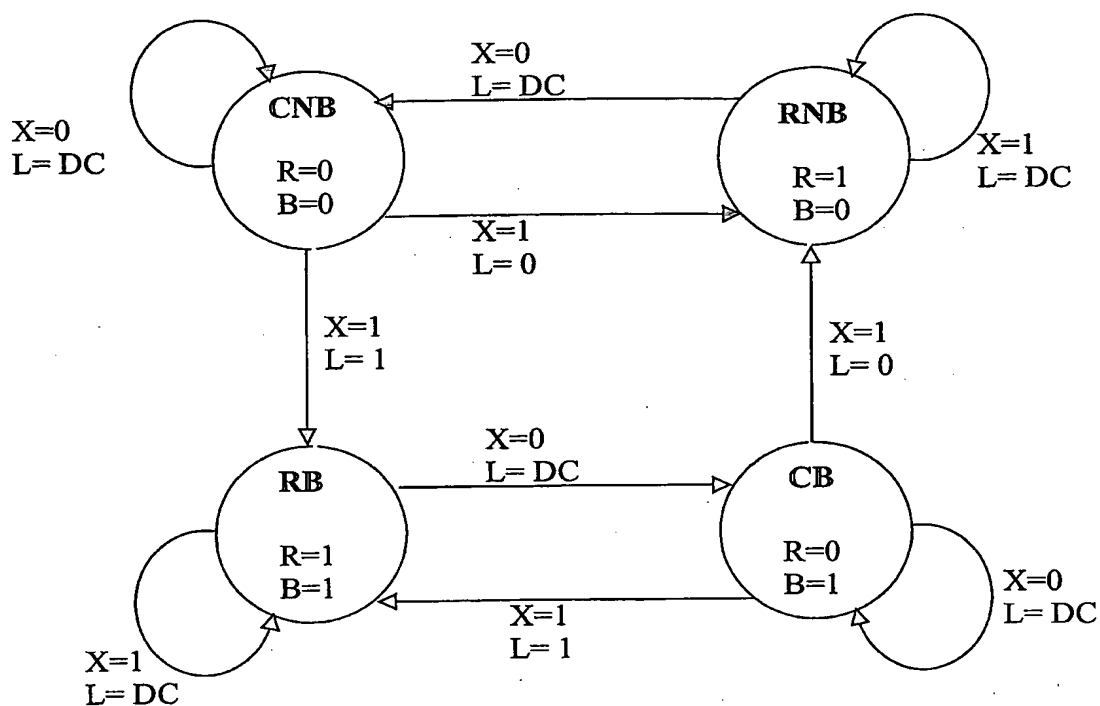 X=0
L= DC
CNB
R=0
B=0
X=0
L= DC
RNB
R=1
B=0
X=1
L= DC
X=1
L= 0
X=1
L= 1
X=1
L= 0
RB
R=1
B=1
X=0
L= DC
CB
R=0
B=1
X=1
L= DC
X=1
L= 1
X=0
L= DC